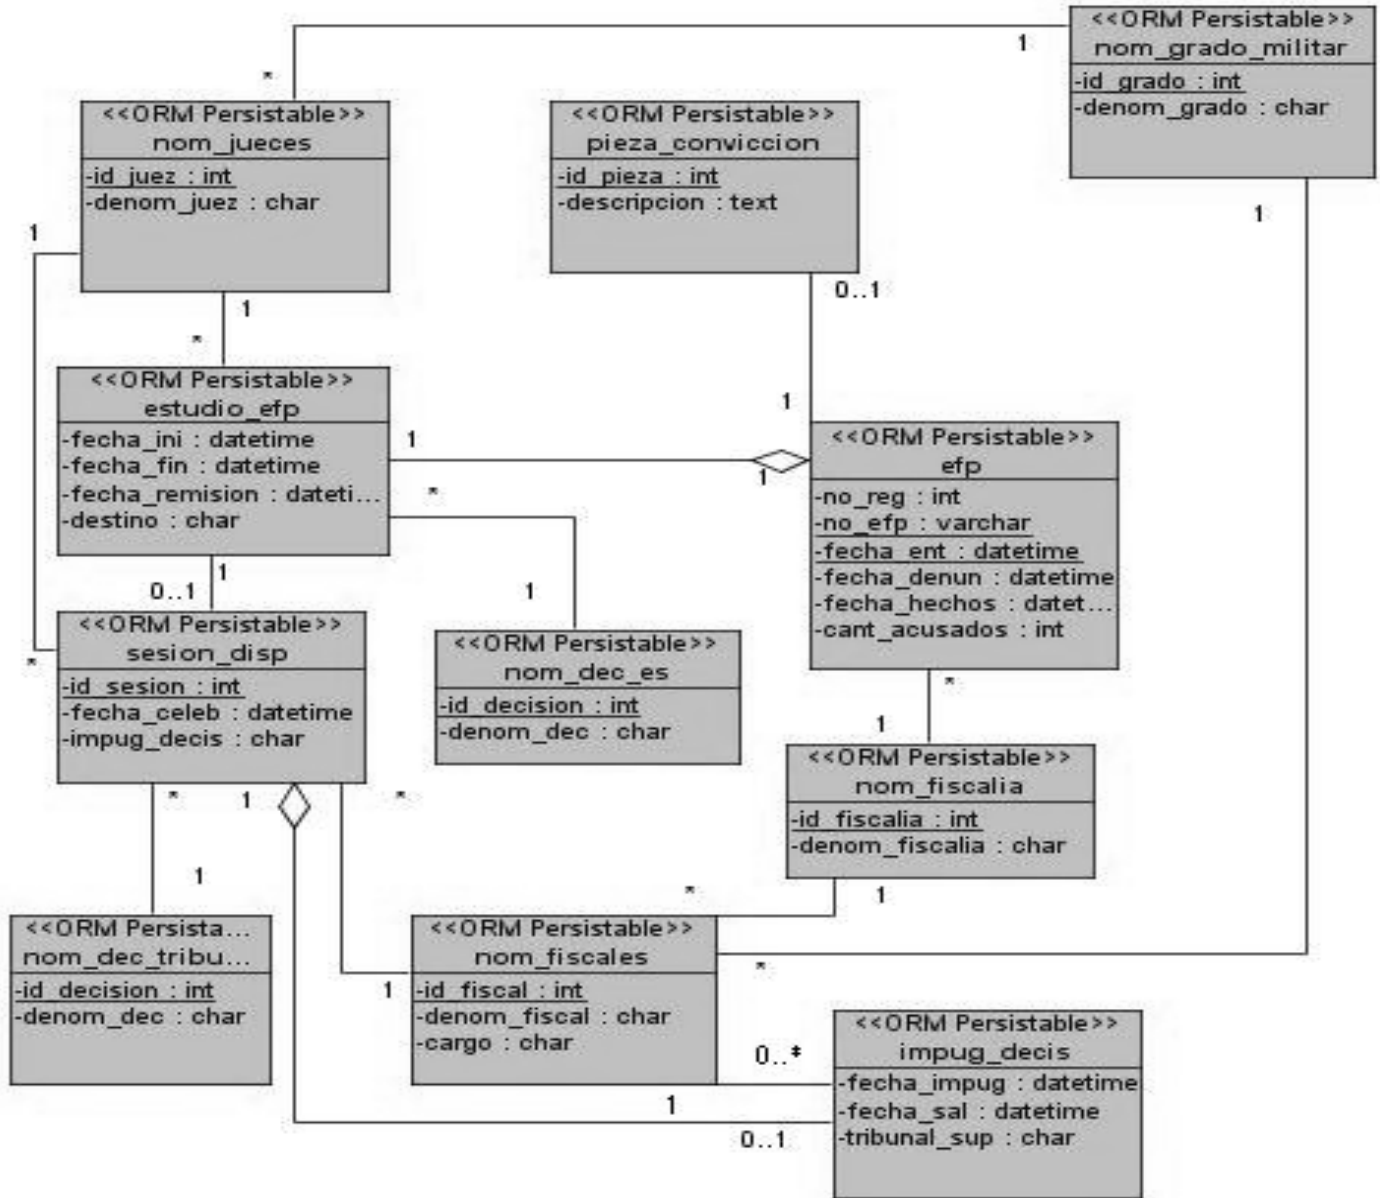 <<ORM Persistable>>
nom_grado_militar
-id_grado : int
-denom_grado : char
1
*
<<ORM Persistable>>
nom_jueces
-id_juez : int
-denom_juez : char
<<ORM Persistable>>
pieza_conviccion
-id_pieza : int
-descripcion : text
1
1
0..1
1
*
<<ORM Persistable>>
estudio_efp
-fecha_ini : datetime
-fecha_fin : datetime
-fecha_remision : dateti...
-destino : char
1
1
1
*
<<ORM Persistable>>
efp
-no_reg : int
-no_efp : varchar
-fecha_ent : datetime
-fecha_denun : datetime
-fecha_hechos : datet...
-cant_acusados : int
1
0..1
1
*
<<ORM Persistable>>
sesion_disp
-id_sesion : int
-fecha_celeb : datetime
-impug_decis : char
<<ORM Persistable>>
nom_dec_es
-id_decision : int
-denom_dec : char
*
1
<<ORM Persistable>>
nom_fiscalia
-id_fiscalia : int
-denom_fiscalia : char
*
1
*
1
*
1
<<ORM Persista...
nom_dec_tribu...
-id_decision : int
-denom_dec : char
<<ORM Persistable>>
nom_fiscales
-id_fiscal : int
-denom_fiscal : char
-cargo : char
1
*
0..*
1
0..1
<<ORM Persistable>>
impug_decis
-fecha_impug : datetime
-fecha_sal : datetime
-tribunal_sup : char